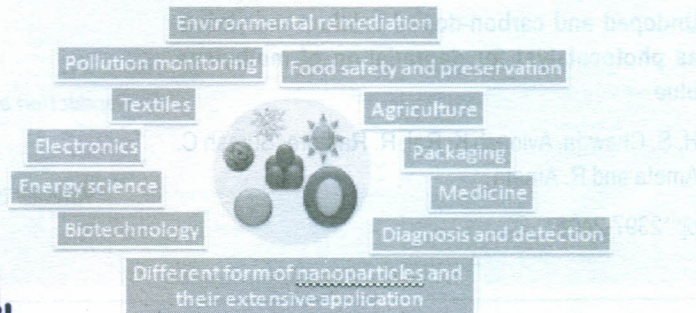 Environmental remediation
Pollution monitoring
Food safety and preservation
Textiles
Agriculture
Electronics
Packaging
Energy science
Medicine
Biotechnology
Diagnosis and detection
Different form of nanoparticles and
their extensive application